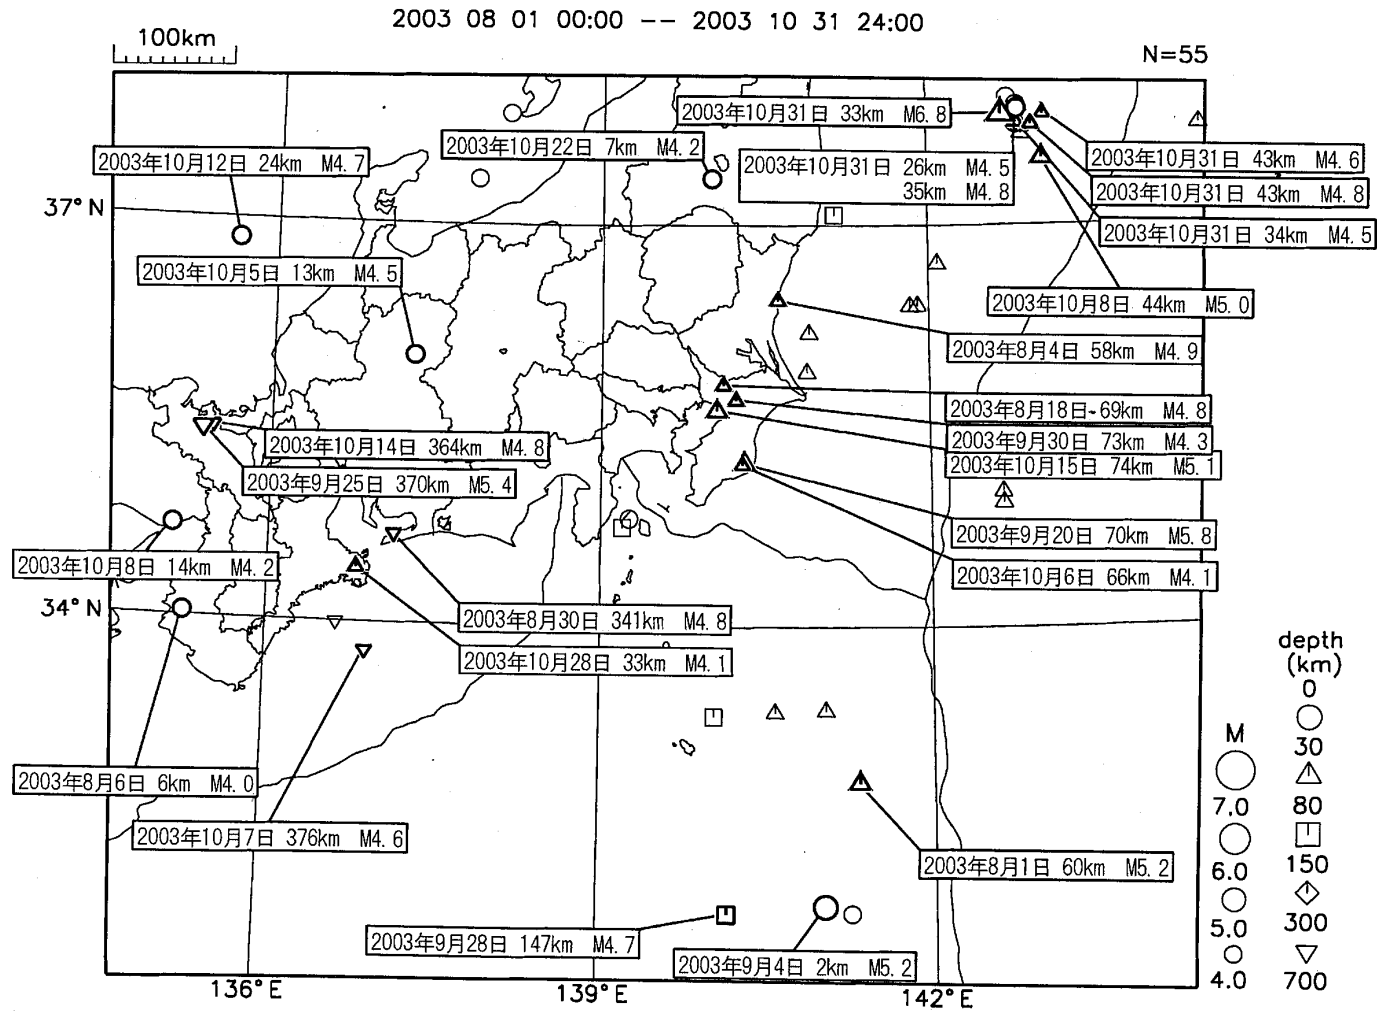 2003 08 01 00:00 -- 2003 10 31 24:00
100km
N=55
2003年10月31日 33km M6.8
2003年10月22日 7km M4.2
2003年10月12日 24km M4.7
2003年10月31日 26km M4.5
35km M4.8
2003年10月31日 43km M4.6
2003年10月31日 43km M4.8
37°N
2003年10月31日 34km M4.5
2003年10月5日 13km M4.5
2003年10月8日 44km M5.0
2003年8月4日 58km M4.9
2003年8月18日~69km M4.8
2003年9月30日 73km M4.3
2003年10月15日 74km M5.1
2003年10月14日 364km M4.8
2003年9月25日 370km M5.4
2003年9月20日 70km M5.8
2003年10月8日 14km M4.2
2003年10月6日 66km M4.1
34°N
2003年8月30日 341km M4.8
2003年10月28日 33km M4.1
depth
(km)
0
30
80
150
300
700
M
7.0
6.0
5.0
4.0
2003年8月6日 6km M4.0
2003年10月7日 376km M4.6
2003年8月1日 60km M5.2
2003年9月28日 147km M4.7
2003年9月4日 2km M5.2
136°E
139°E
142°E